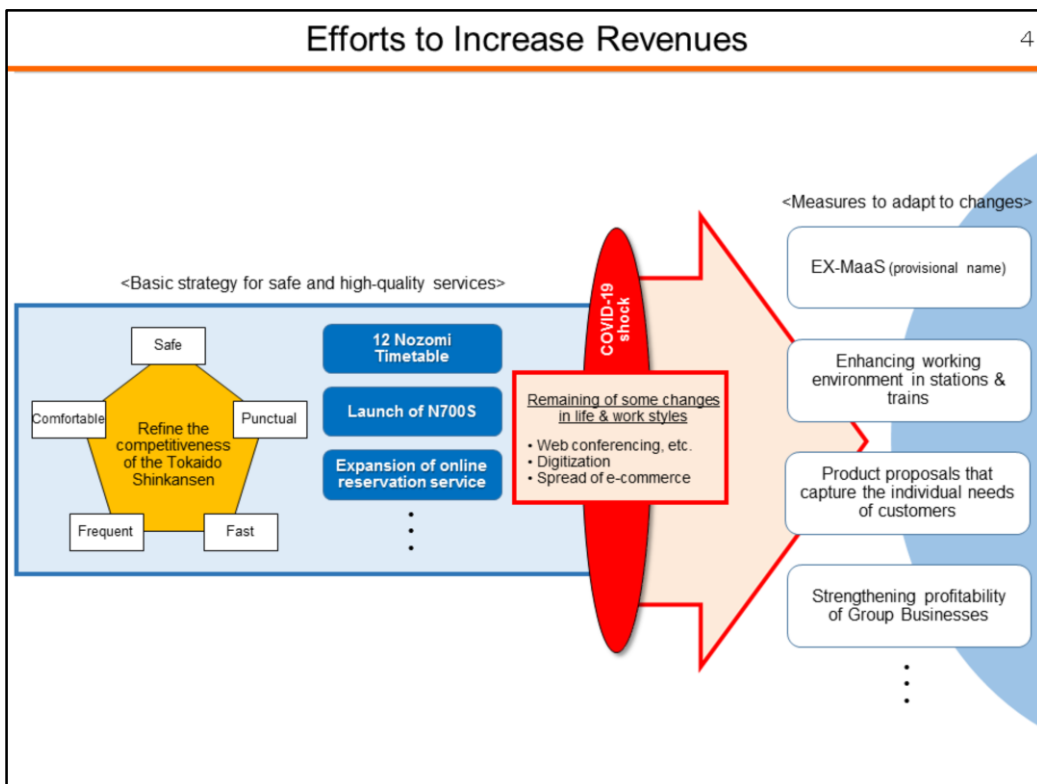 Efforts to Increase Revenues
4
<Basic strategy for safe and high-quality services>
Safe
Comfortable
Punctual
Refine the
competitiveness
of the Tokaido
Shinkansen
Frequent
Fast
12 Nozomi
Timetable
Launch of N700S
Expansion of online
reservation service
•
•
•
COVID-19
shock
Remaining of some changes
in life & work styles
• Web conferencing, etc.
• Digitization
• Spread of e-commerce
<Measures to adapt to changes>
EX-MaaS (provisional name)
Enhancing working
environment in stations &
trains
Product proposals that
capture the individual needs
of customers
Strengthening profitability
of Group Businesses
•
•
•